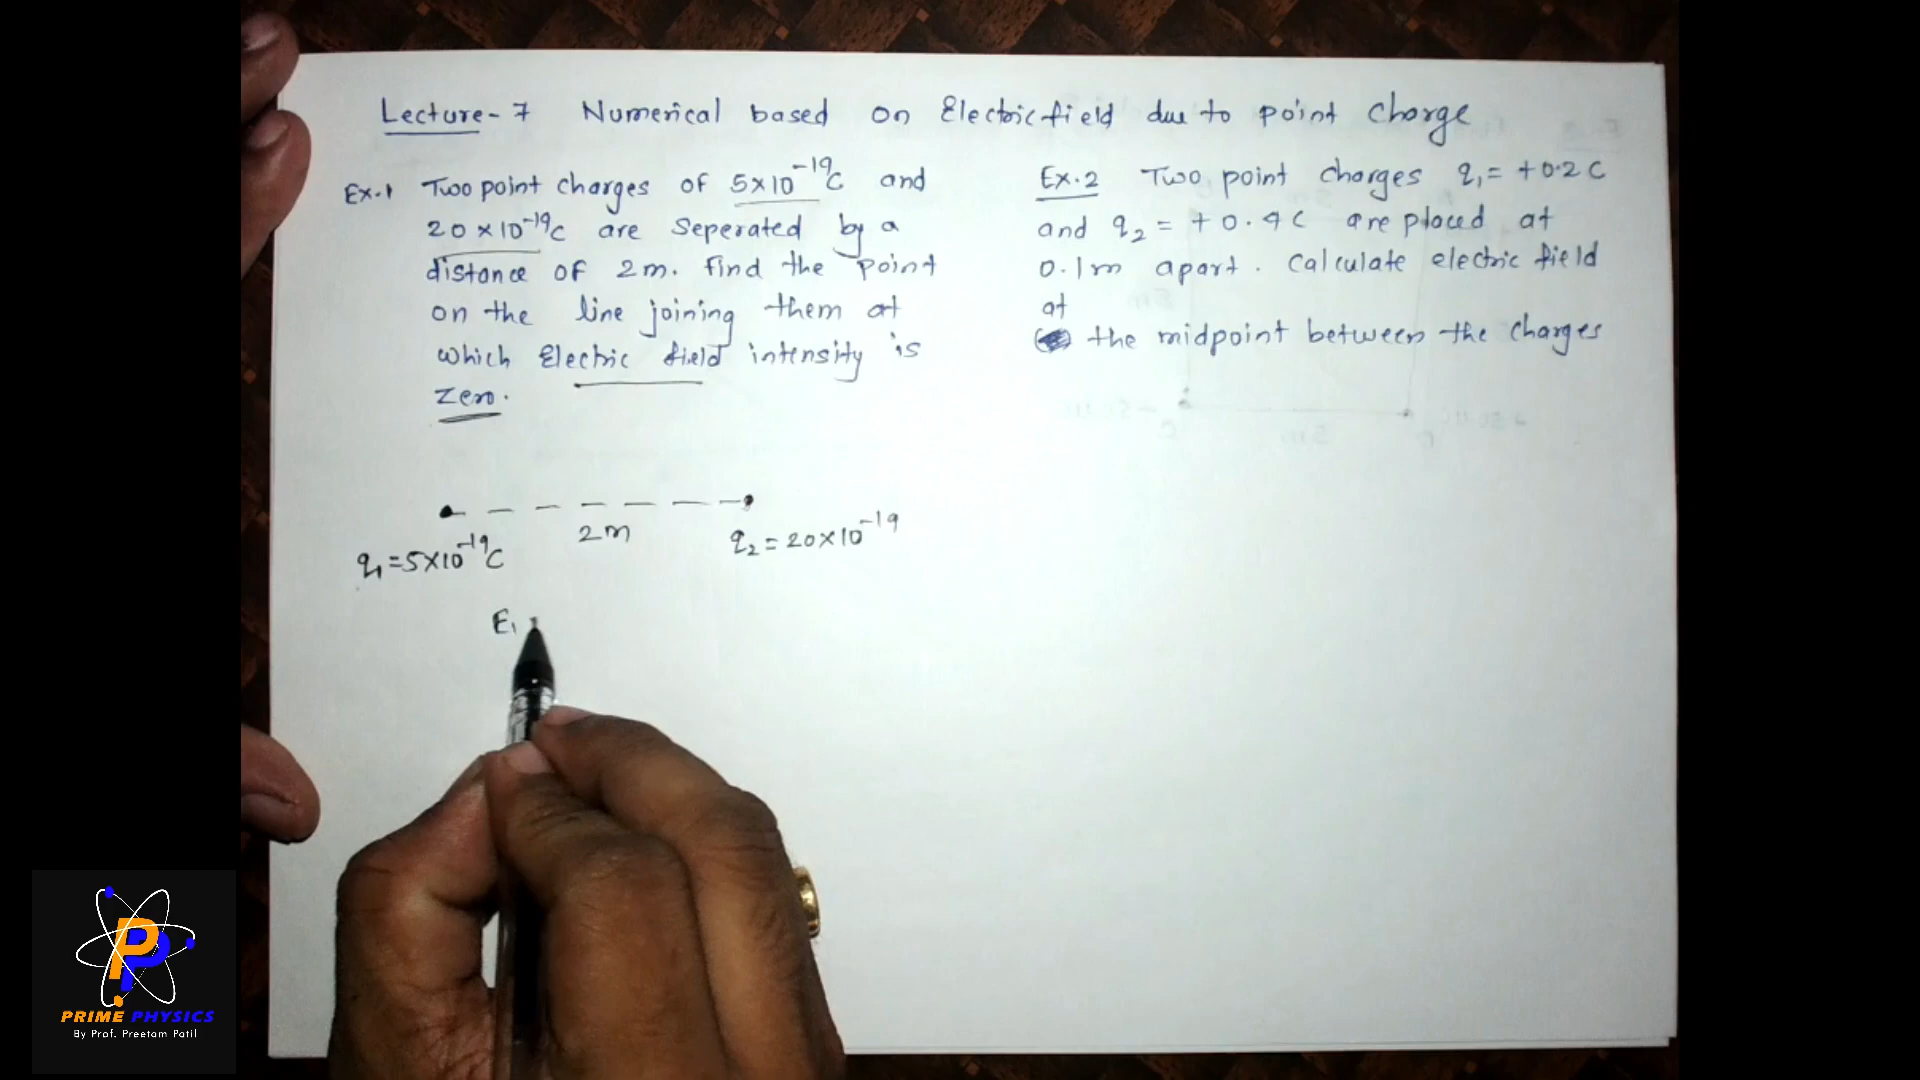 Lecture-7 Numerical based on Electric field due to point charge
Ex.1 Two point charges of 5×10⁻¹⁹C and
20×10⁻¹⁹C are seperated by a
distance of 2m. find the point
on the line joining them at
which Electric field intensity is
Zero.
2m
q₁=5×10⁻¹⁹C
q₂=20×10⁻¹⁹
E₁
Ex.2 Two point charges q₁=+0.2C
and q₂=+0.4C are placed at
0.1m apart. Calculate electric field
at
the midpoint between the charges
PRIME PHYSICS
By Prof. Preetam Patil